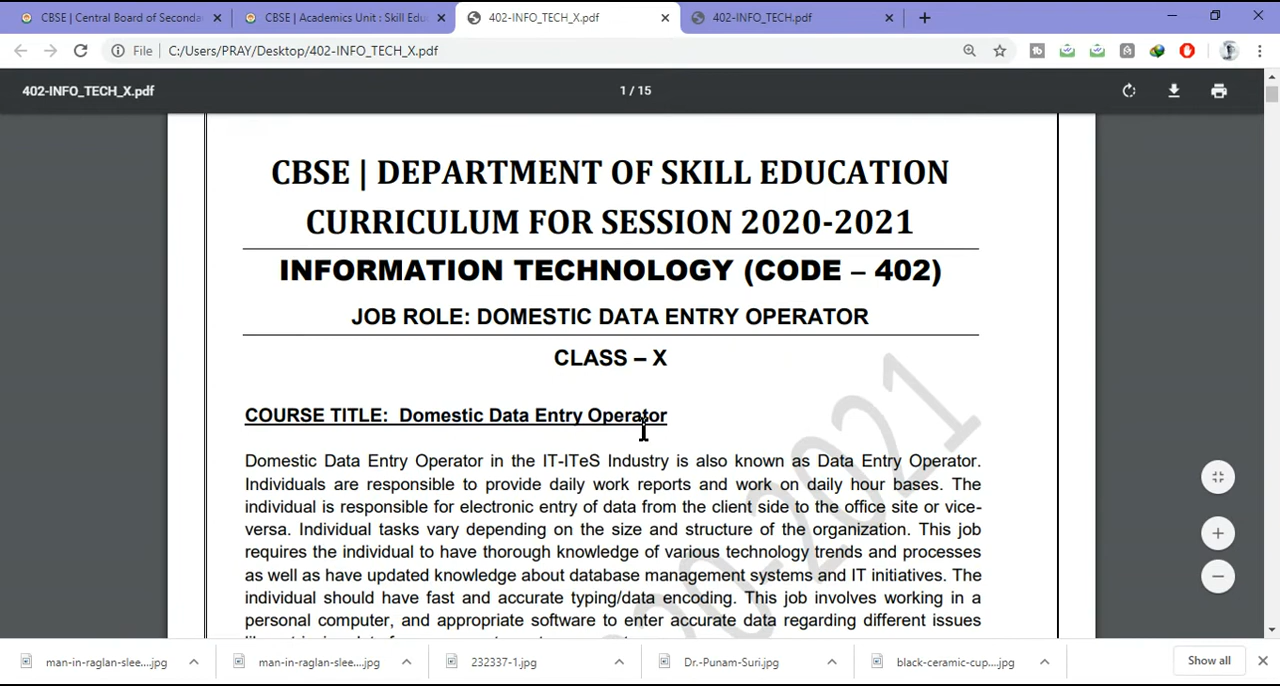 CBSE | Central Board of Seconda
CBSE | Academics Unit : Skill Edu
402-INFO_TECH_X.pdf
402-INFO_TECH.pdf
File
C:/Users/PRAY/Desktop/402-INFO_TECH_X.pdf
402-INFO_TECH_X.pdf
1 / 15
CBSE | DEPARTMENT OF SKILL EDUCATION
CURRICULUM FOR SESSION 2020-2021
INFORMATION TECHNOLOGY (CODE – 402)
JOB ROLE: DOMESTIC DATA ENTRY OPERATOR
CLASS – X
COURSE TITLE: Domestic Data Entry Operator
Domestic Data Entry Operator in the IT-ITeS Industry is also known as Data Entry Operator.
Individuals are responsible to provide daily work reports and work on daily hour bases. The
individual is responsible for electronic entry of data from the client side to the office site or vice-
versa. Individual tasks vary depending on the size and structure of the organization. This job
requires the individual to have thorough knowledge of various technology trends and processes
as well as have updated knowledge about database management systems and IT initiatives. The
individual should have fast and accurate typing/data encoding. This job involves working in a
personal computer, and appropriate software to enter accurate data regarding different issues
2020-2021
man-in-raglan-slee....jpg
man-in-raglan-slee....jpg
232337-1.jpg
Dr.-Punam-Suri.jpg
black-ceramic-cup....jpg
Show all